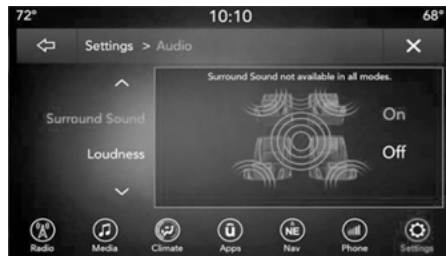 72° 10:10 68°
Settings > Audio
Surround Sound not available in all modes.
Surround Sound On
Loudness Off
Radio Media Climate ū Apps NE Nav Phone Settings